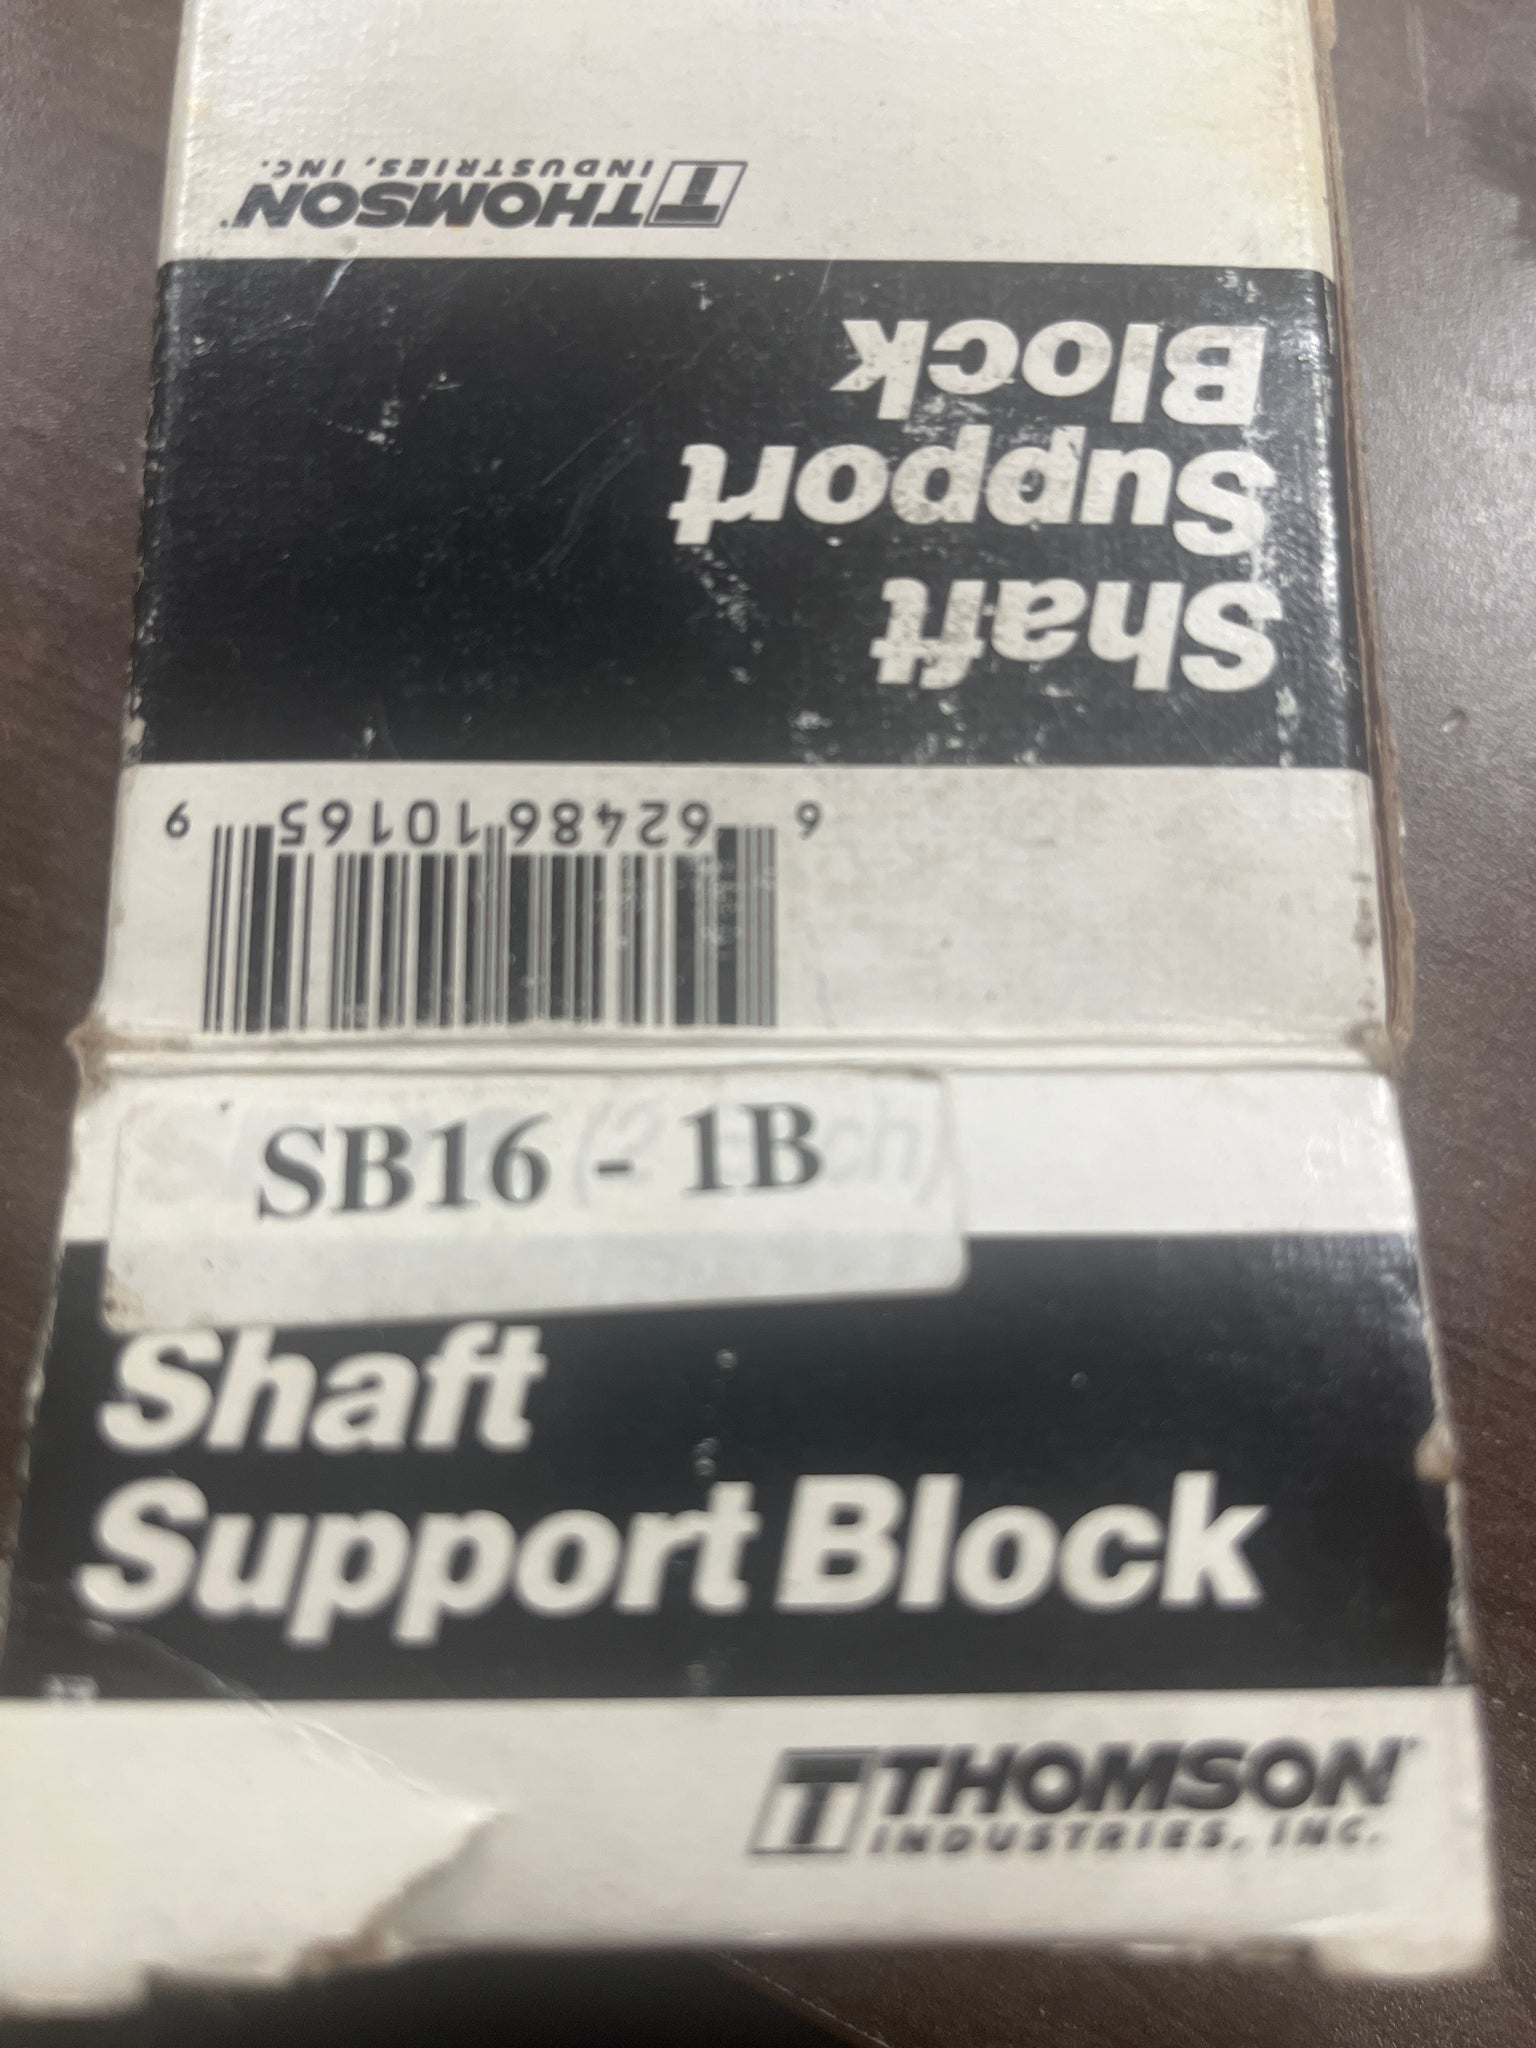 6 62486 10165 9
Shaft
Support
Block
THOMSON
INDUSTRIES, INC.
SB16 - 1B
Shaft
Support Block
THOMSON
INDUSTRIES, INC.